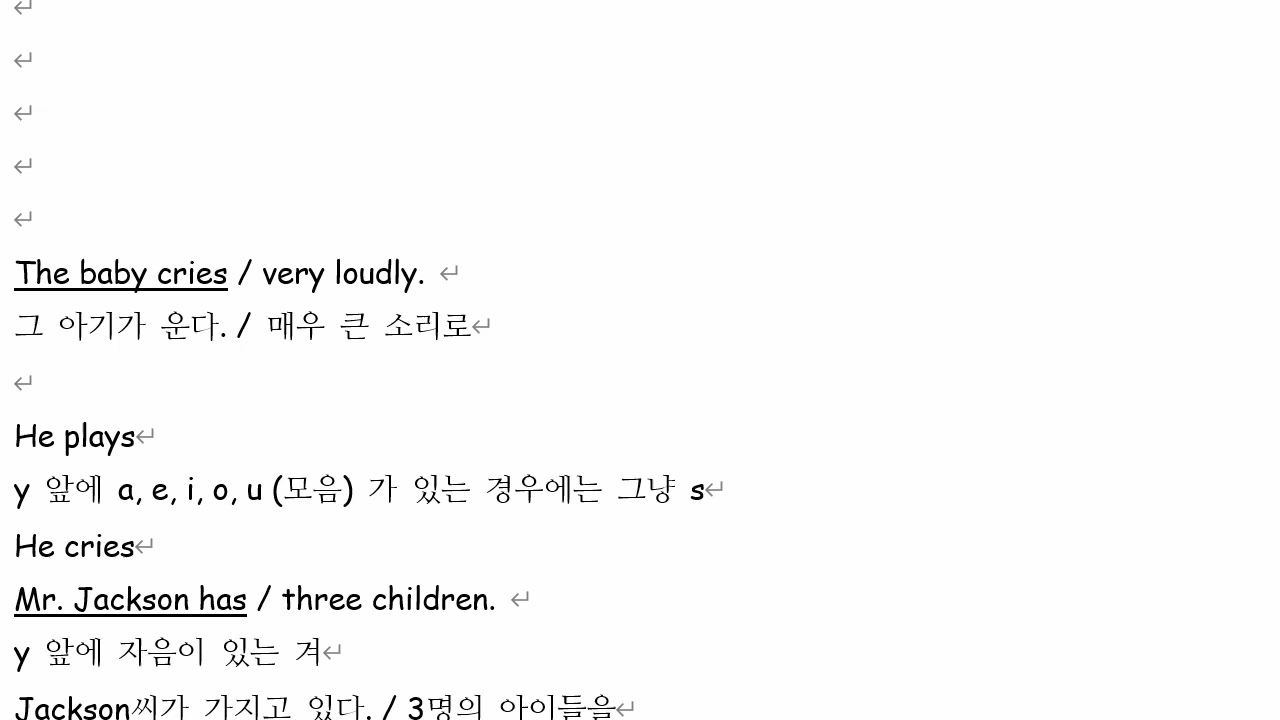 The baby cries / very loudly.
그 아기가 운다. / 매우 큰 소리로
He plays
y 앞에 a, e, i, o, u (모음) 가 있는 경우에는 그냥 s
He cries
Mr. Jackson has / three children.
y 앞에 자음이 있는 겨
Jackson씨가 가지고 있다. / 3명의 아이들을